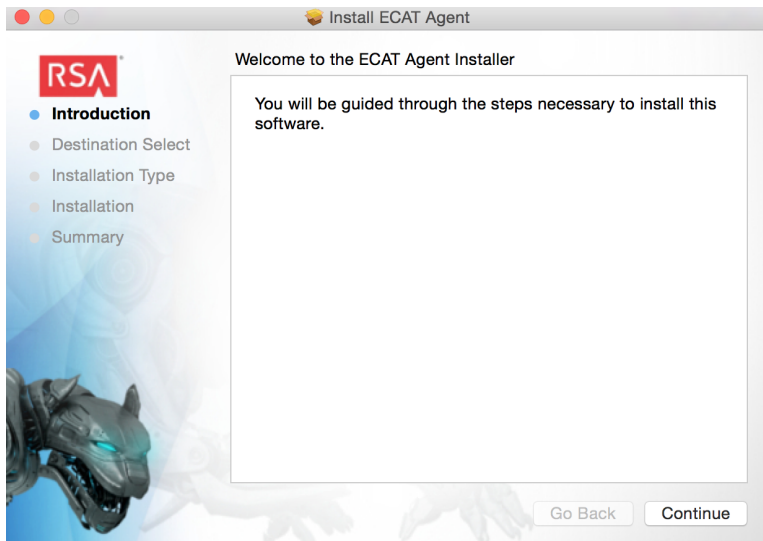 Install ECAT Agent
RSA
Welcome to the ECAT Agent Installer
Introduction
Destination Select
Installation Type
Installation
Summary
You will be guided through the steps necessary to install this
software.
Go Back
Continue